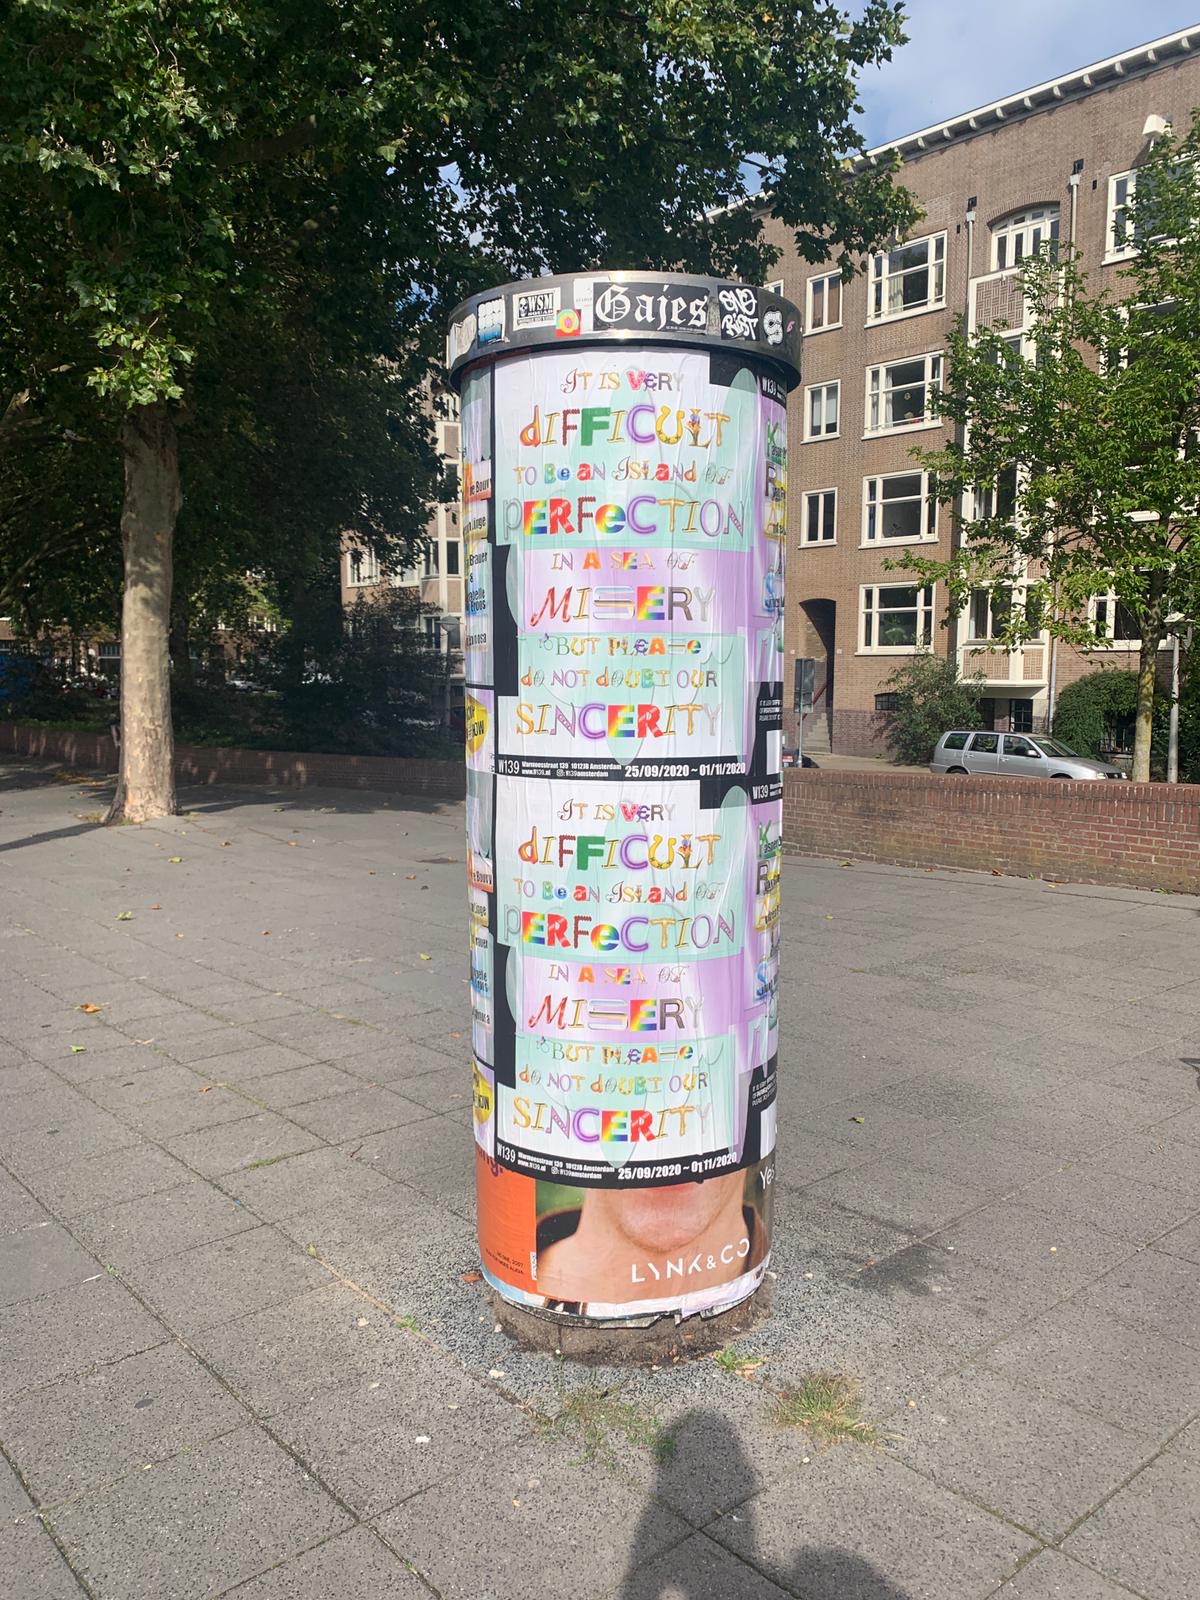 WSM
Gajes
IT IS VeRY
dIFFICULT
TO Be an ISLand OF
PERFeCTION
IN A SEA OF
MISERY
BUT PLEASe
do NOT doUBT OUR
SINCERITY
W139 Warmoesstraat 139 1012JB Amsterdam
www.W139.nl @W139amsterdam 25/09/2020 ~ 01/11/2020
IT IS VeRY
dIFFICULT
TO Be an ISLand OF
PERFeCTION
IN A SEA OF
MISERY
BUT PLEASe
do NOT doUBT OUR
SINCERITY
W139 Warmoesstraat 139 1012JB Amsterdam
www.W139.nl @W139amsterdam 25/09/2020 ~ 01/11/2020
W139
W139
Brauer
&
Yes
LYNK & CO